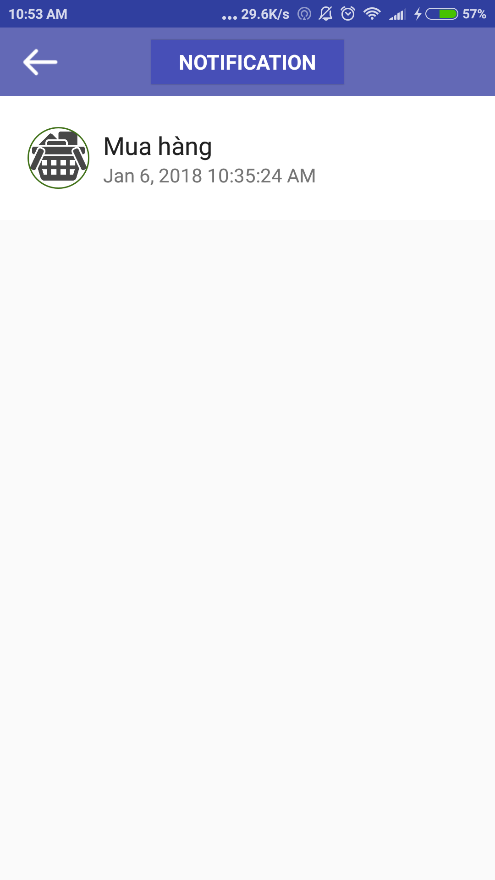 10:53 AM ... 29.6K/s 57%
NOTIFICATION
Mua hàng
Jan 6, 2018 10:35:24 AM